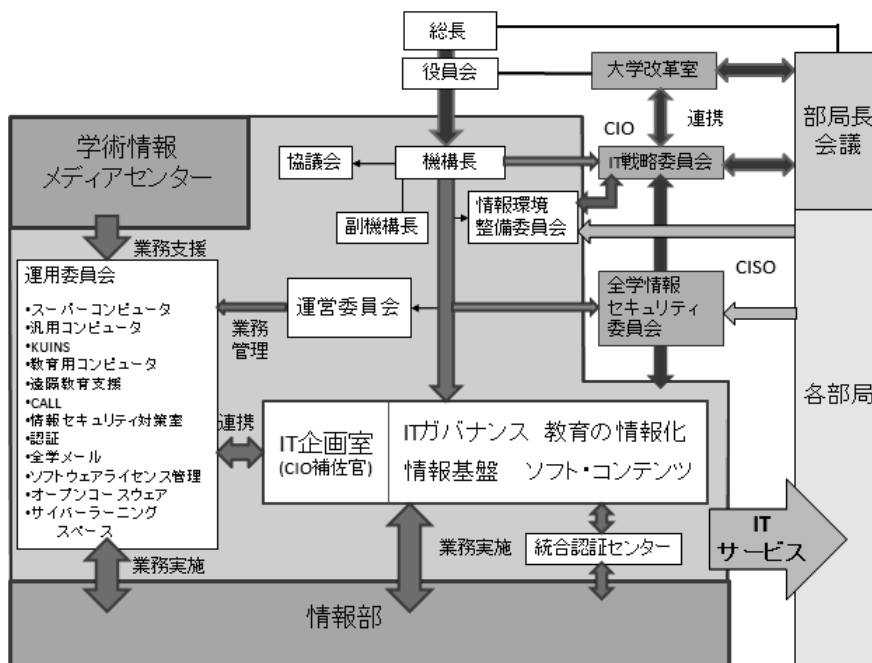 総長
役員会
大学改革室
部局長
会議
CIO
連携
学術情報
メディアセンター
協議会
機構長
IT戦略委員会
副機構長
情報環境
整備委員会
業務支援
運用委員会
•スーパーコンピュータ
•汎用コンピュータ
•KUINS
•教育用コンピュータ
•遠隔教育支援
•CALL
•情報セキュリティ対策室
•認証
•全学メール
•ソフトウェアライセンス管理
•オープンコースウェア
•サイバーラーニング
スペース
業務
管理
運営委員会
CISO
全学情報
セキュリティ
委員会
各部局
連携
IT企画室
(CIO補佐官)
ITガバナンス 教育の情報化
情報基盤 ソフト・コンテンツ
IT
サービス
業務実施
業務実施
統合認証センター
情報部